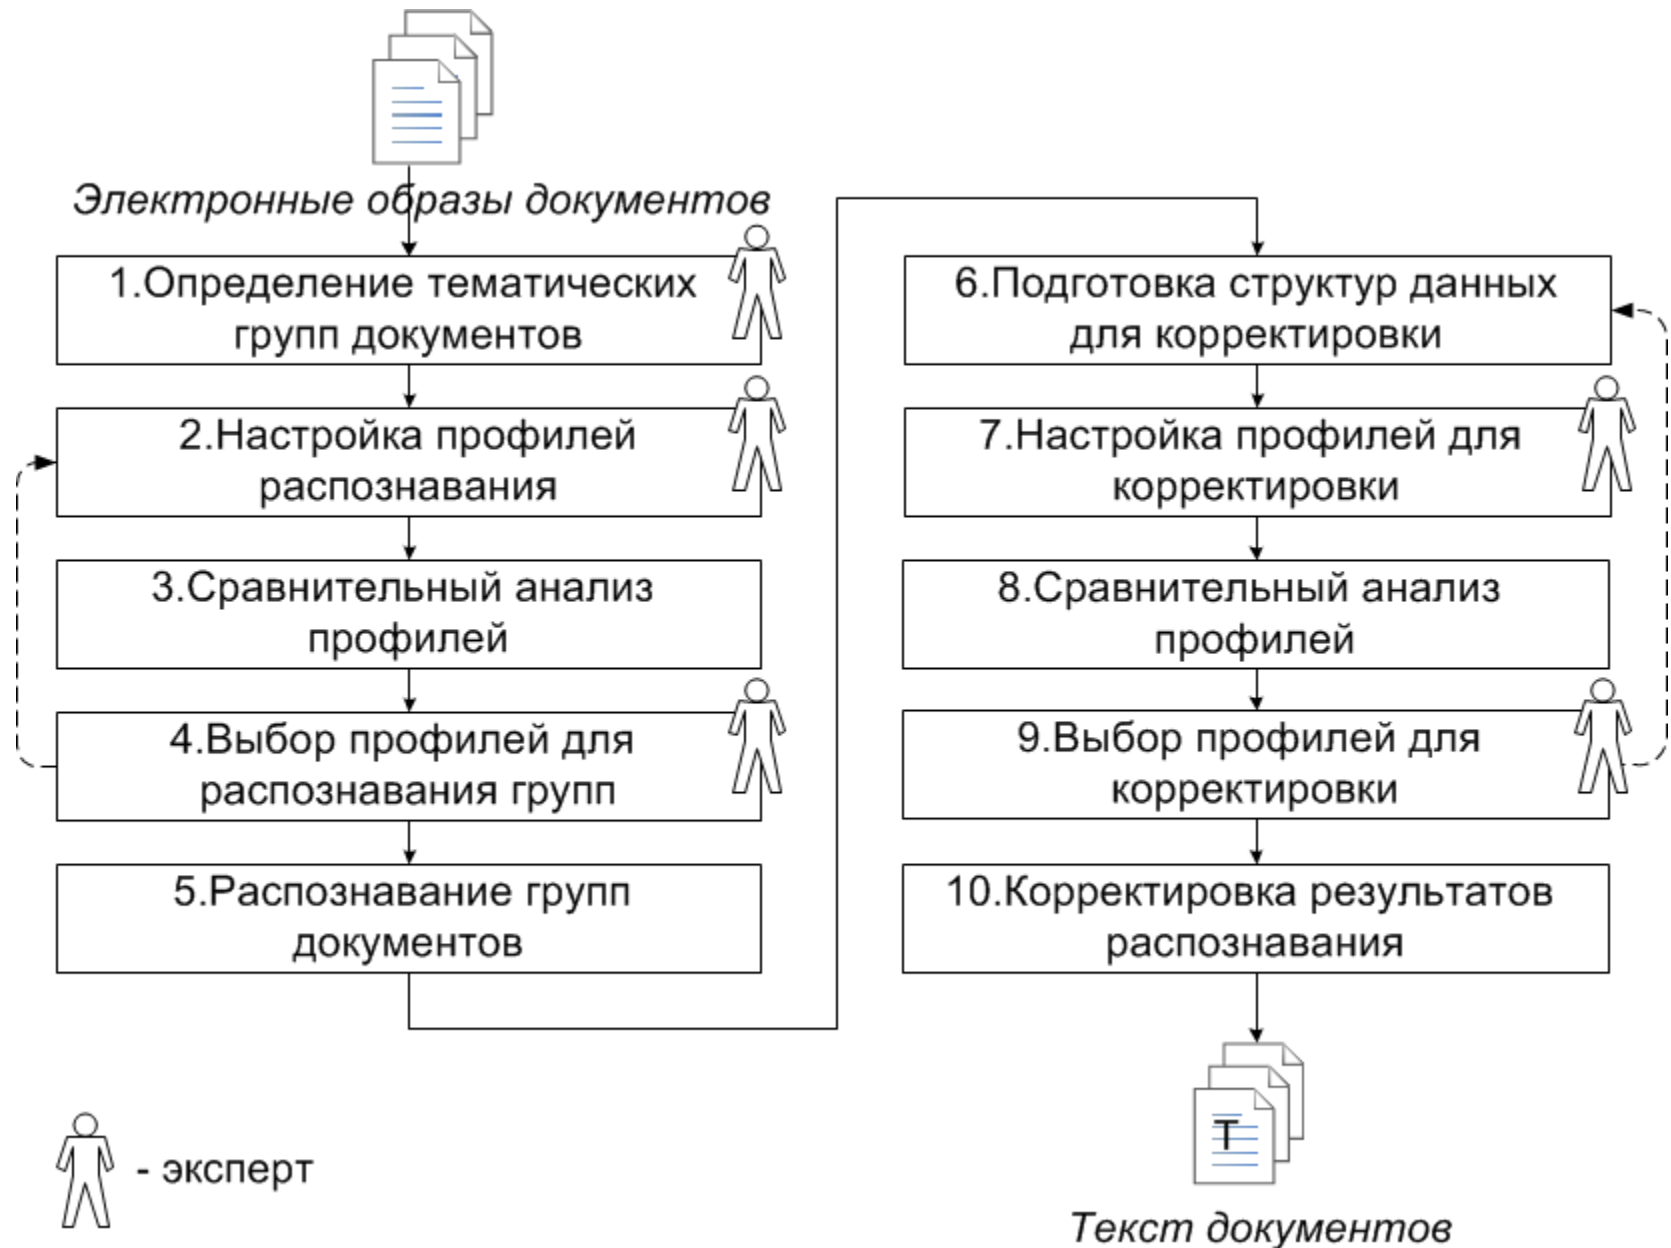 Электронные образы документов
1.Определение тематических
групп документов
2.Настройка профилей
распознавания
3.Сравнительный анализ
профилей
4.Выбор профилей для
распознавания групп
5.Распознавание групп
документов
6.Подготовка структур данных
для корректировки
7.Настройка профилей для
корректировки
8.Сравнительный анализ
профилей
9.Выбор профилей для
корректировки
10.Корректировка результатов
распознавания
T
Текст документов
- эксперт